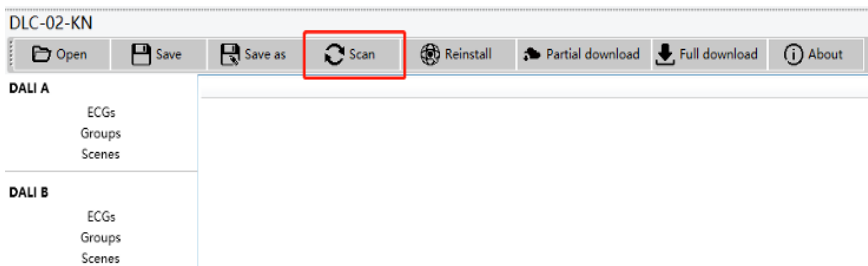 DLC-02-KN
Open Save Save as Scan Reinstall Partial download Full download About
DALI A
ECGs
Groups
Scenes
DALI B
ECGs
Groups
Scenes